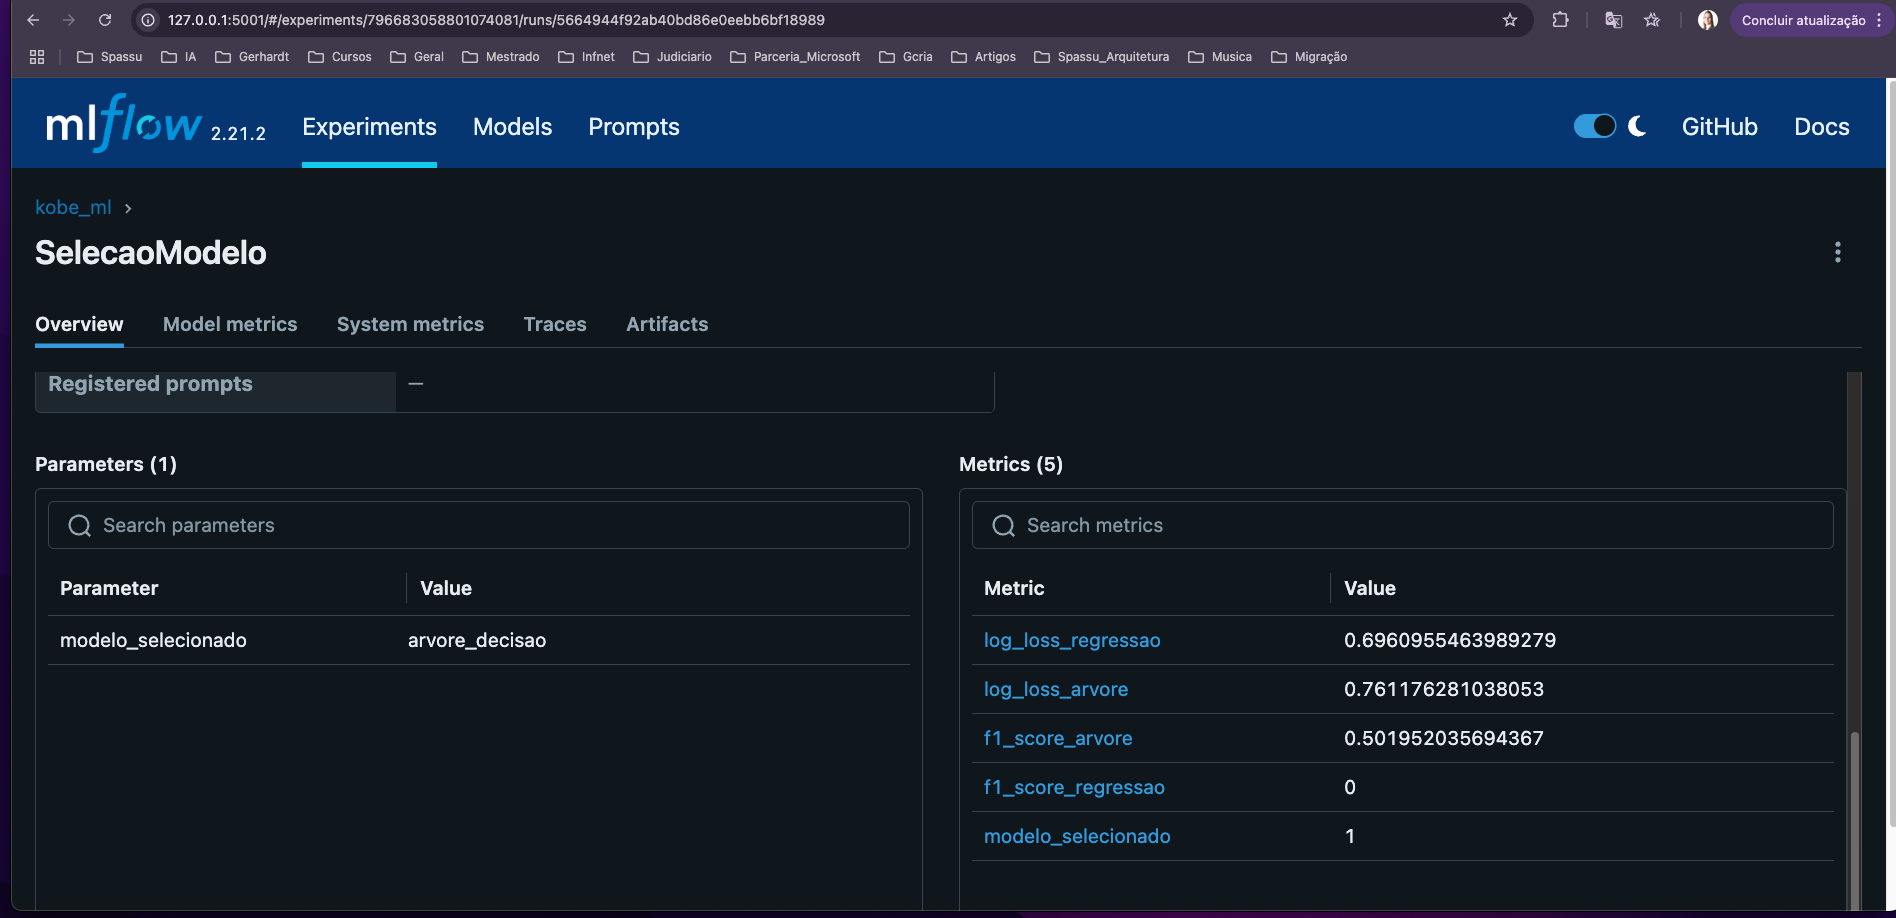 127.0.0.1:5001/#/experiments/796683058801074081/runs/5664944f92ab40bd86e0eebb6bf18989
Concluir atualização
Spassu IA Gerhardt Cursos Geral Mestrado Infnet Judiciario Parceria_Microsoft Gcria Artigos Spassu_Arquitetura Musica Migração
mlflow 2.21.2 Experiments Models Prompts GitHub Docs
kobe_ml >
SelecaoModelo
Overview Model metrics System metrics Traces Artifacts
Registered prompts —
Parameters (1)
Search parameters
Parameter Value
modelo_selecionado arvore_decisao
Metrics (5)
Search metrics
Metric Value
log_loss_regressao 0.6960955463989279
log_loss_arvore 0.761176281038053
f1_score_arvore 0.501952035694367
f1_score_regressao 0
modelo_selecionado 1